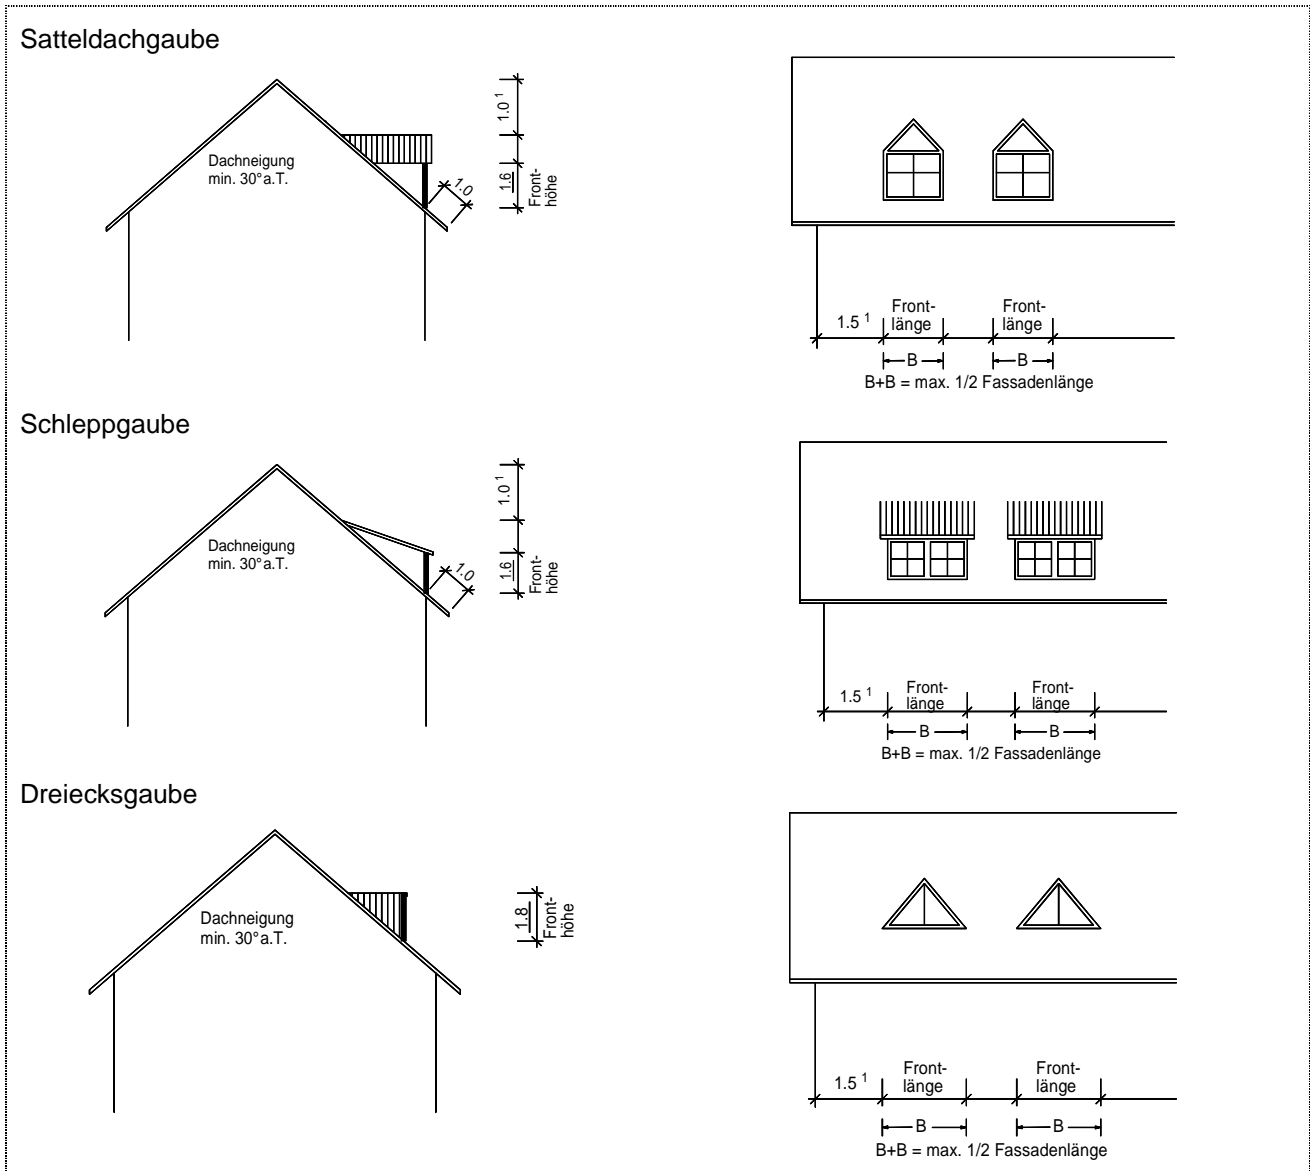 Satteldachgaube
Dachneigung
min. 30° a.T.
1.0 ¹
1.6
Front-
höhe
1.0
1.5 ¹
Front-
länge
Front-
länge
B
B
B+B = max. 1/2 Fassadenlänge
Schleppgaube
Dachneigung
min. 30° a.T.
1.0 ¹
1.6
Front-
höhe
1.0
1.5 ¹
Front-
länge
Front-
länge
B
B
B+B = max. 1/2 Fassadenlänge
Dreiecksgaube
Dachneigung
min. 30° a.T.
1.8
Front-
höhe
1.5 ¹
Front-
länge
Front-
länge
B
B
B+B = max. 1/2 Fassadenlänge